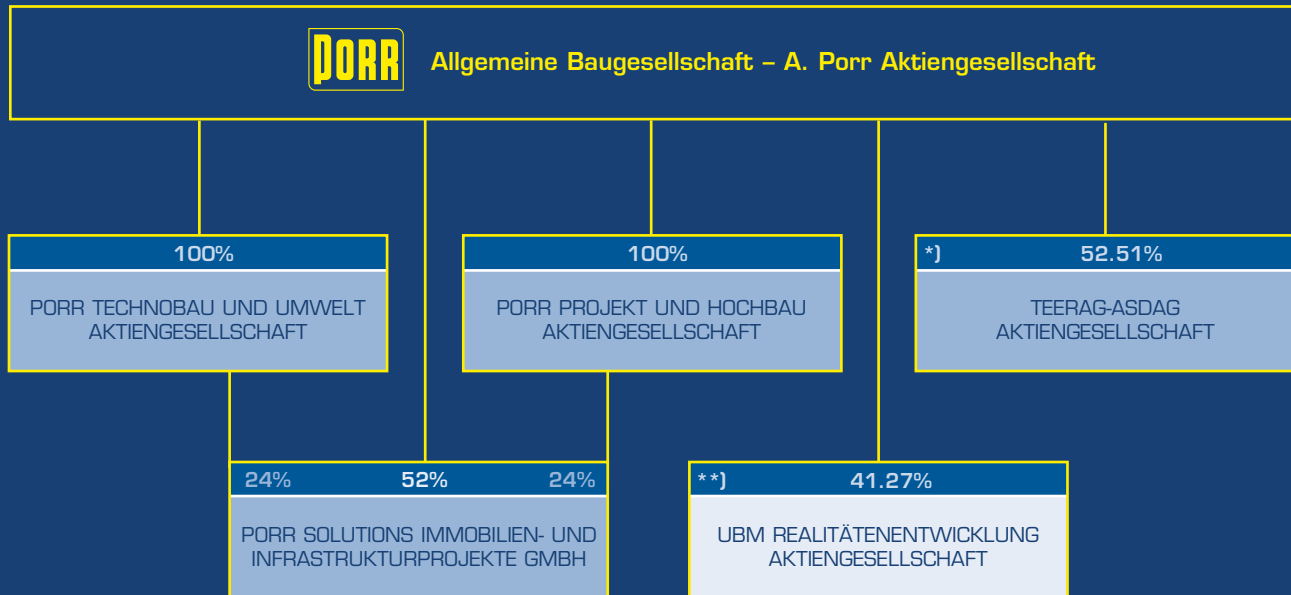 PORR Allgemeine Baugesellschaft – A. Porr Aktiengesellschaft
100%
PORR TECHNOBAU UND UMWELT
AKTIENGESELLSCHAFT
100%
PORR PROJEKT UND HOCHBAU
AKTIENGESELLSCHAFT
*) 52.51%
TEERAG-ASDAG
AKTIENGESELLSCHAFT
24% 52% 24%
PORR SOLUTIONS IMMOBILIEN- UND
INFRASTRUKTURPROJEKTE GMBH
**) 41.27%
UBM REALITÄTENENTWICKLUNG
AKTIENGESELLSCHAFT